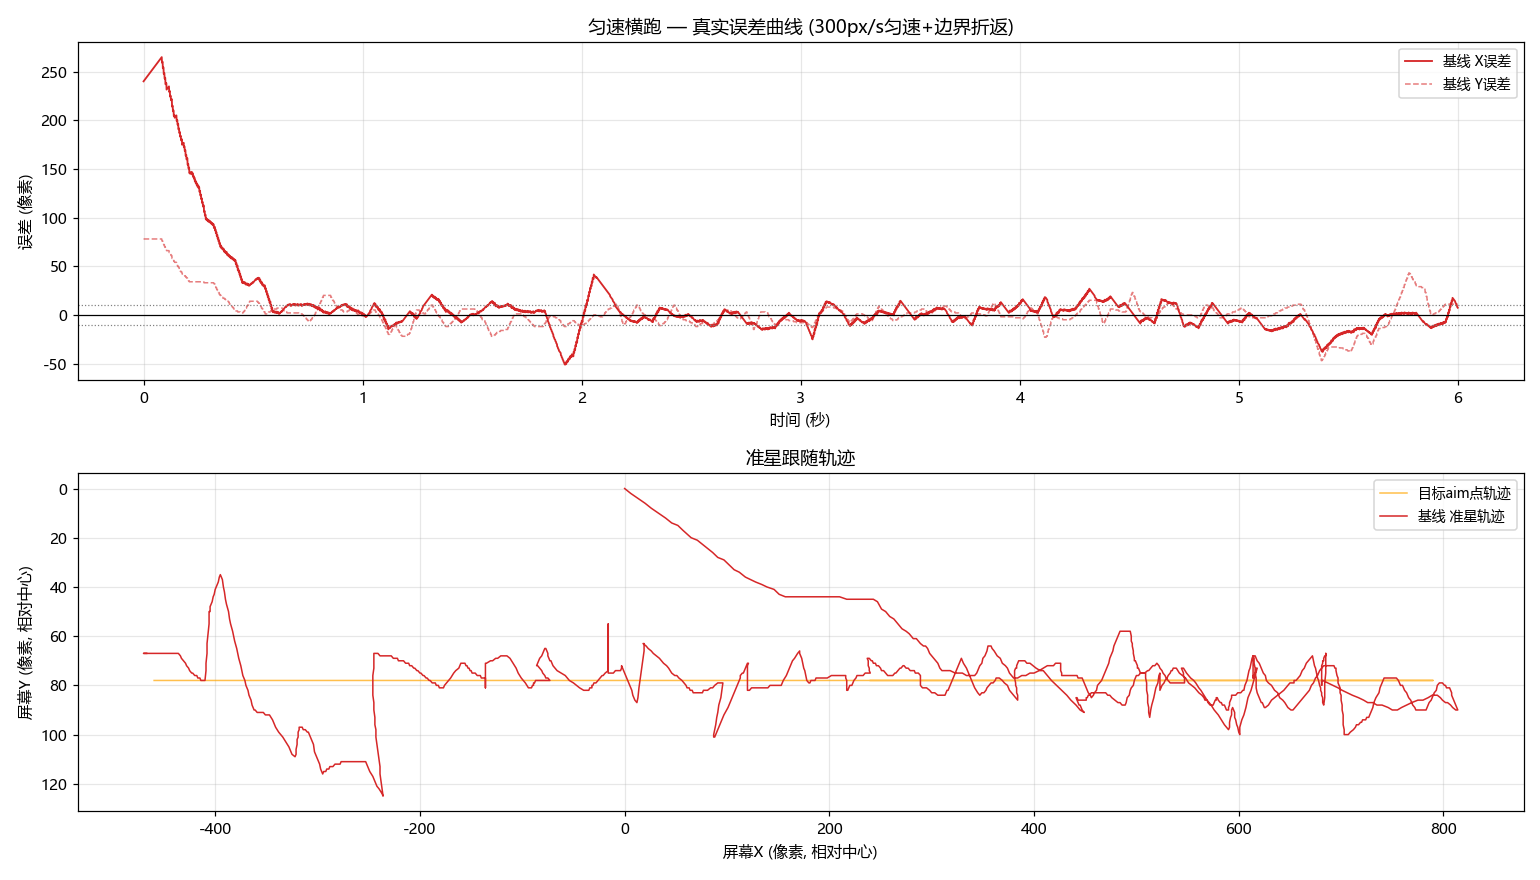 匀速横跑 — 真实误差曲线 (300px/s匀速+边界折返)
误差 (像素)
250
200
150
100
50
0
-50
基线 X误差
基线 Y误差
0 1 2 3 4 5 6
时间 (秒)
准星跟随轨迹
屏幕Y (像素, 相对中心)
0
20
40
60
80
100
120
目标aim点轨迹
基线 准星轨迹
-400 -200 0 200 400 600 800
屏幕X (像素, 相对中心)